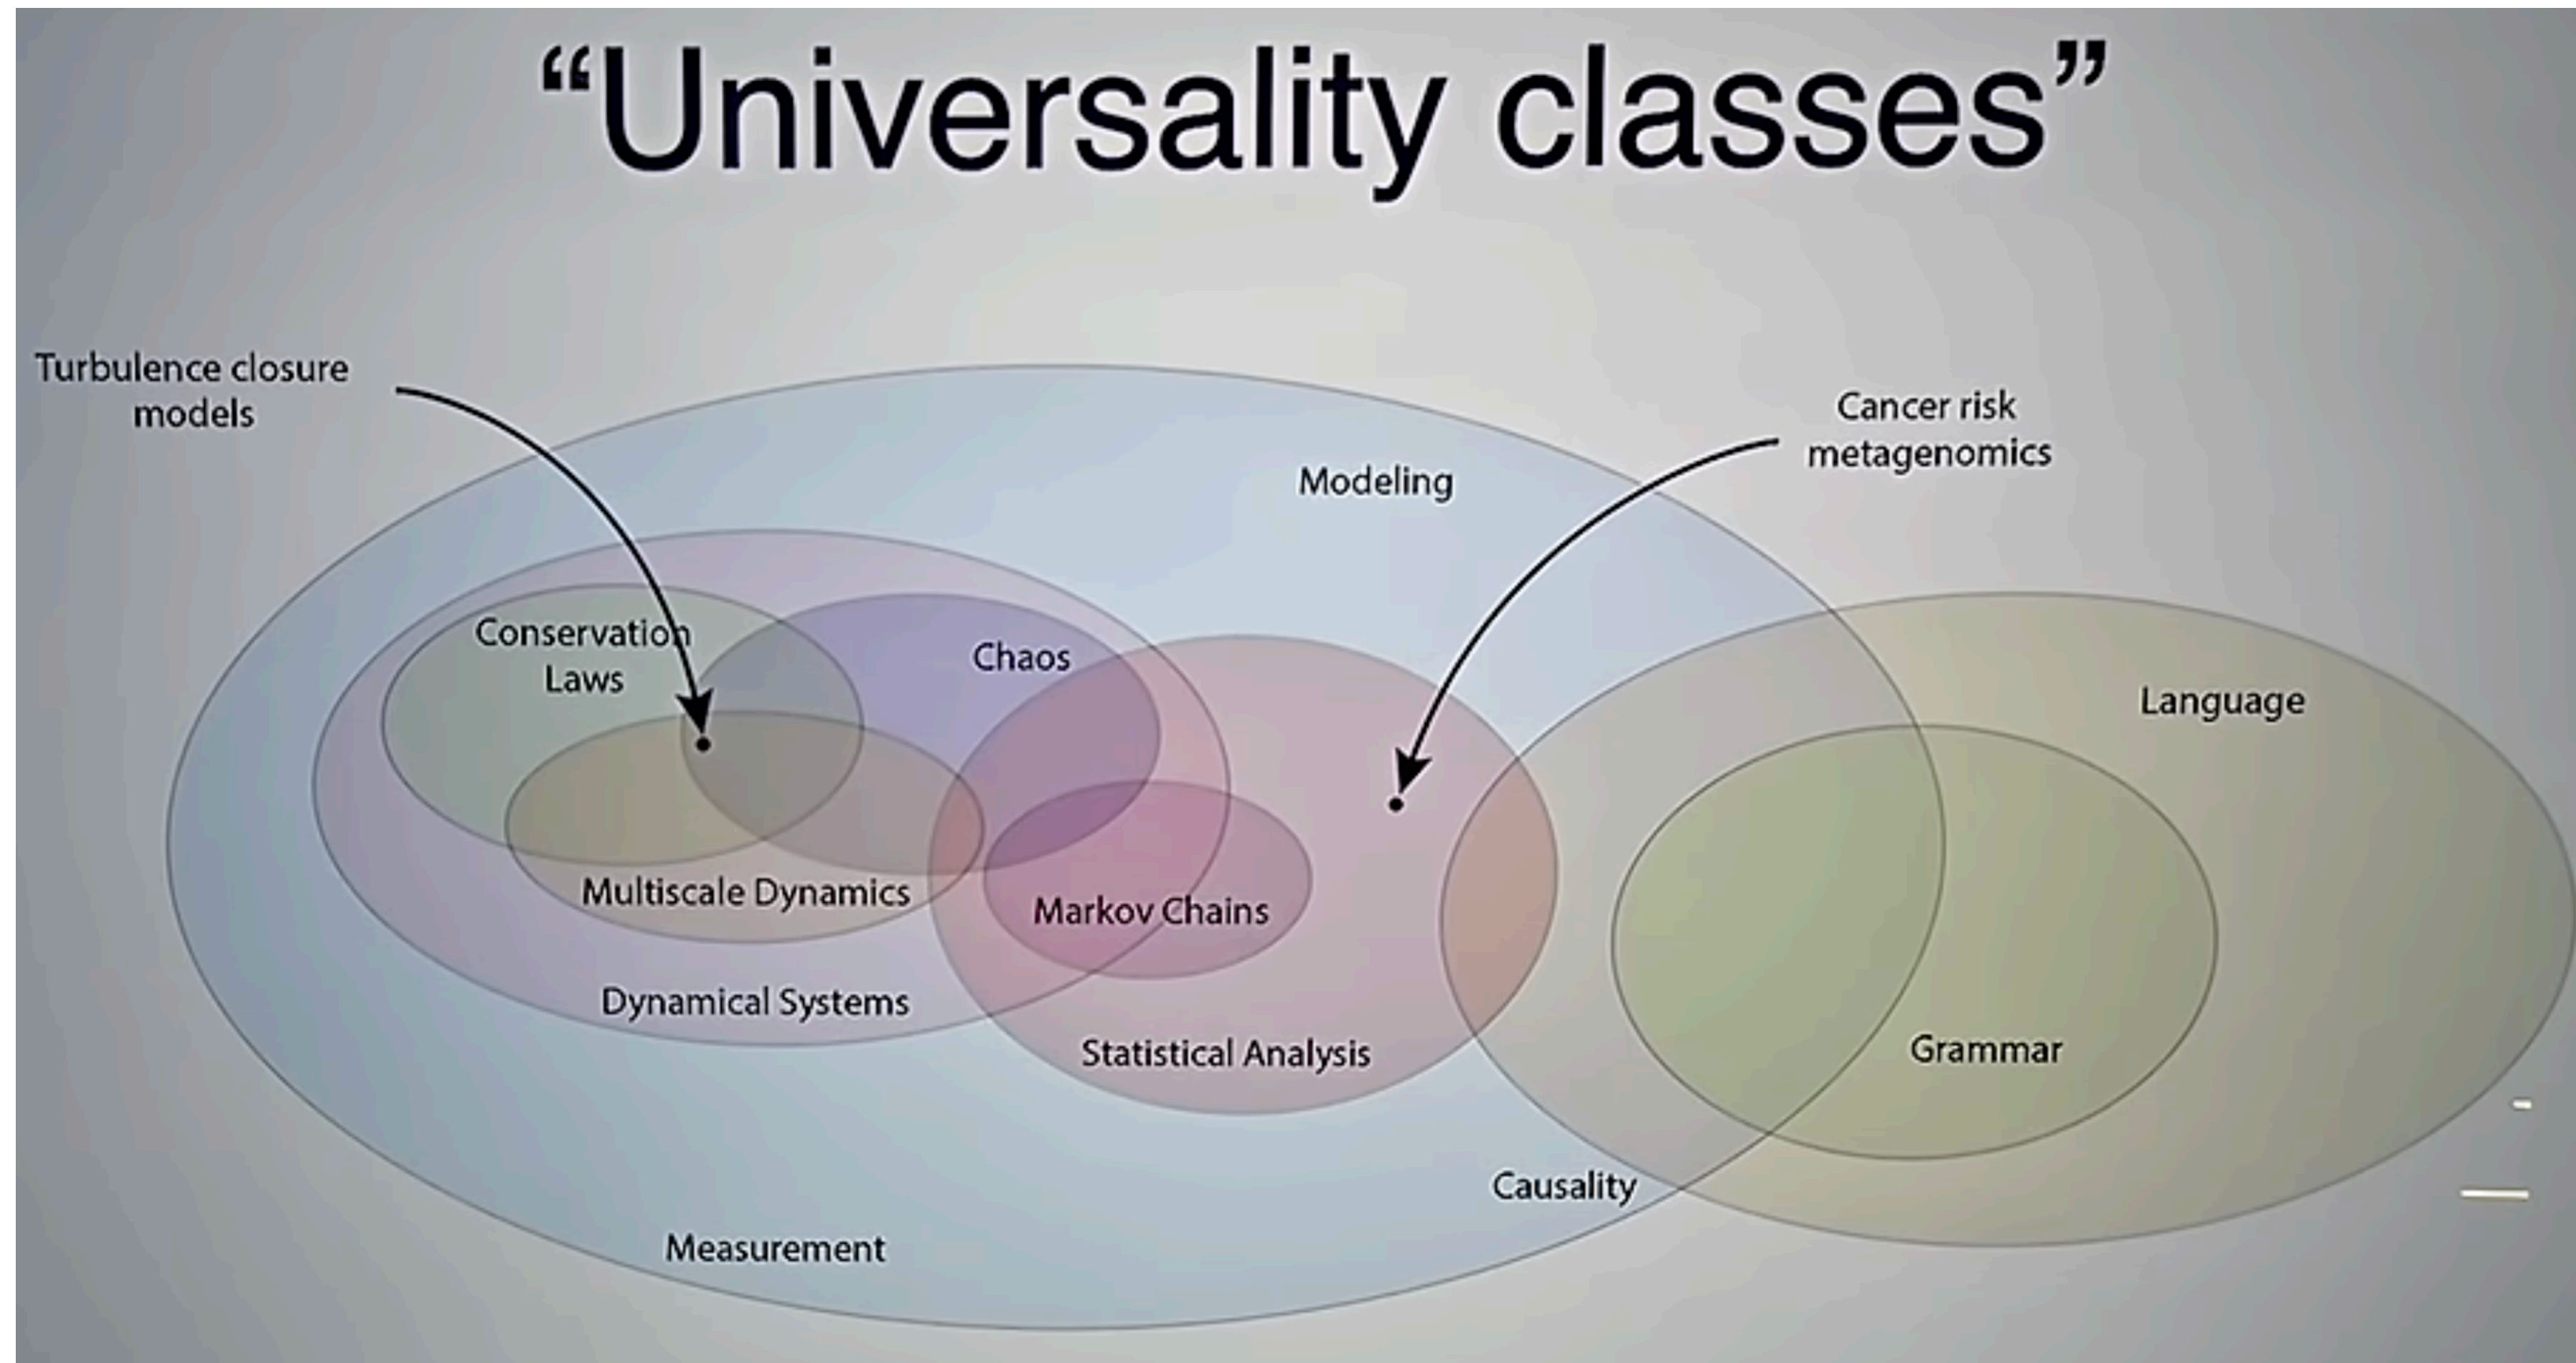 “Universality classes”
Turbulence closure
models
Cancer risk
metagenomics
Modeling
Conservation
Laws
Chaos
Language
Multiscale Dynamics
Markov Chains
Dynamical Systems
Statistical Analysis
Grammar
Causality
Measurement